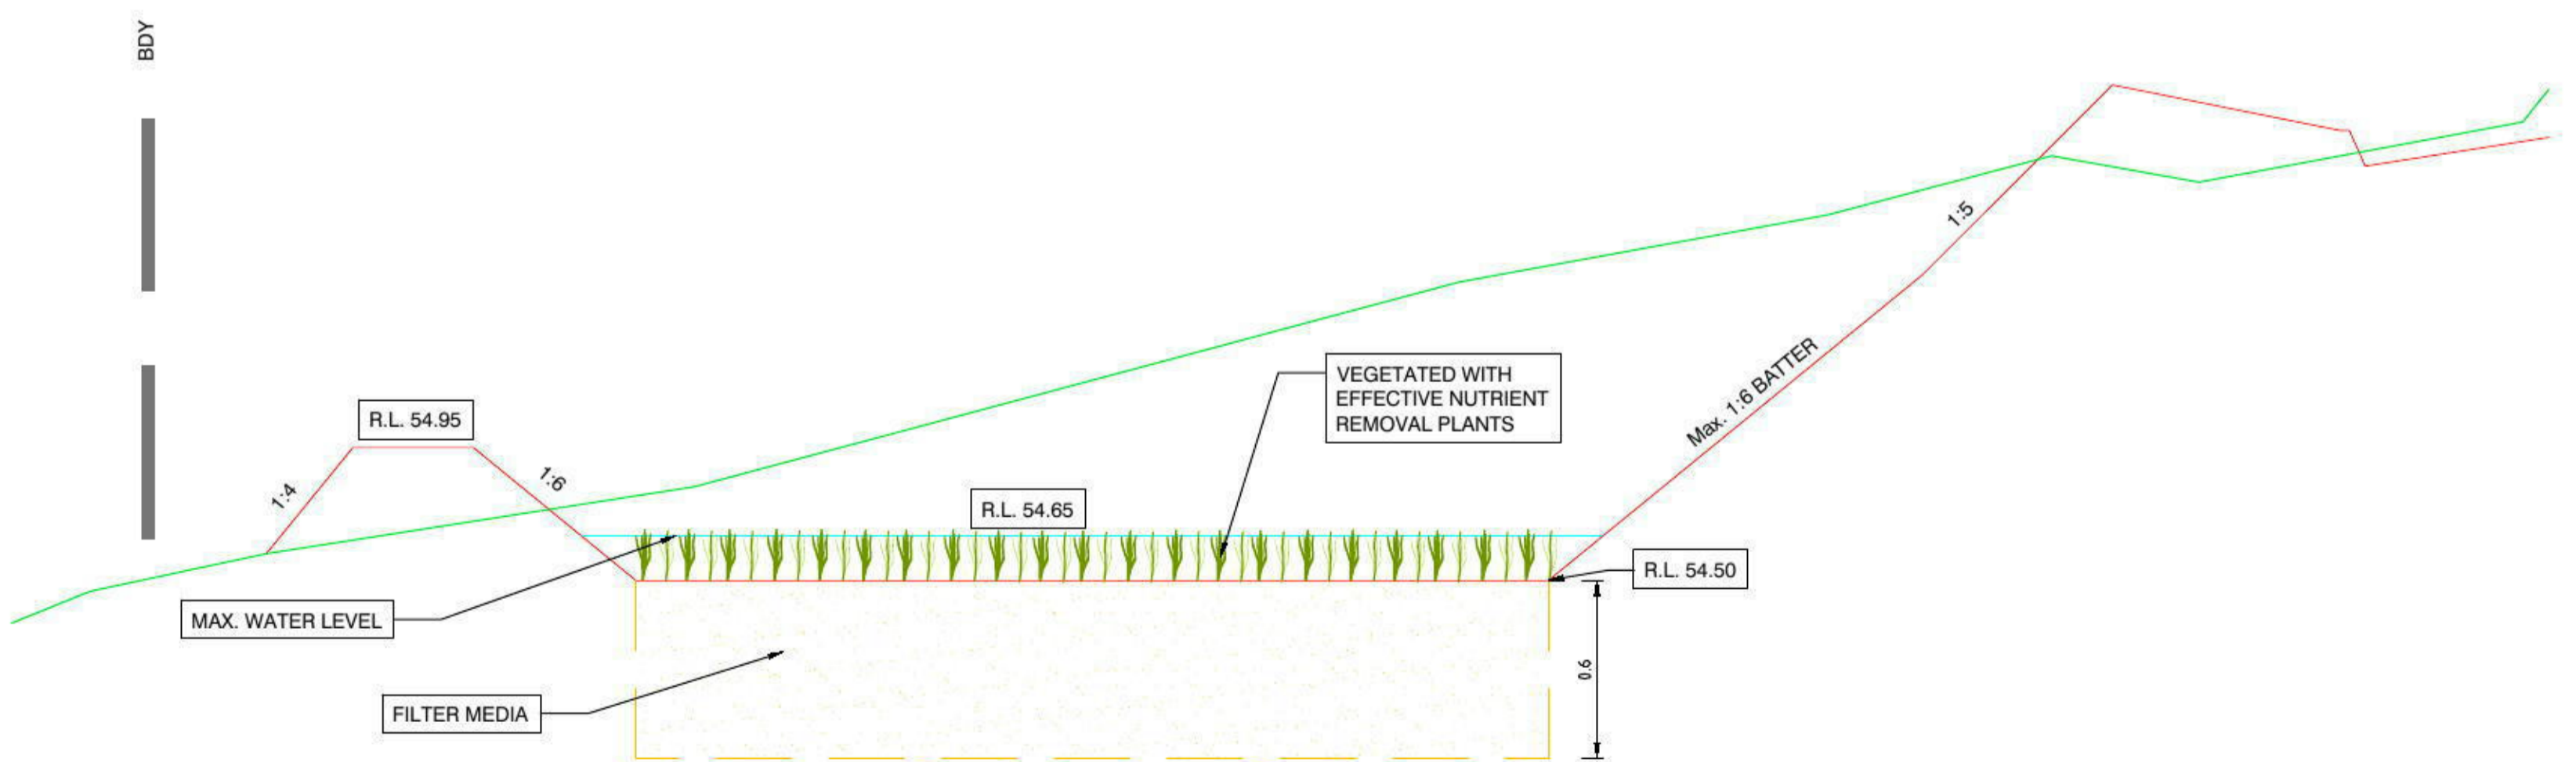 BDY
R.L. 54.95
1:4
1:6
R.L. 54.65
VEGETATED WITH
EFFECTIVE NUTRIENT
REMOVAL PLANTS
Max. 1:6 BATTER
1:5
R.L. 54.50
MAX. WATER LEVEL
FILTER MEDIA
0.6